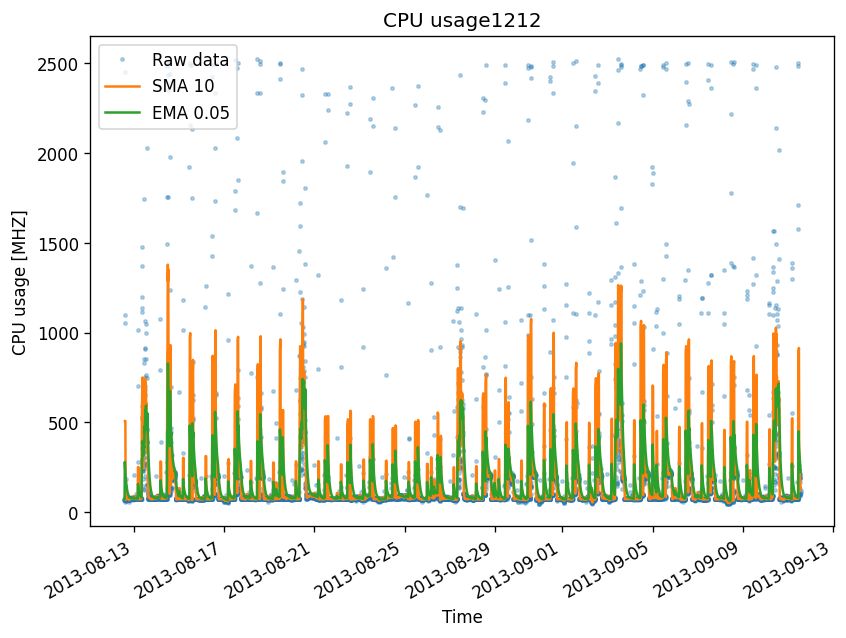 CPU usage1212
Raw data
SMA 10
EMA 0.05
2500
2000
1500
1000
500
0
CPU usage [MHZ]
2013-08-13
2013-08-17
2013-08-21
2013-08-25
2013-08-29
2013-09-01
2013-09-05
2013-09-09
2013-09-13
Time